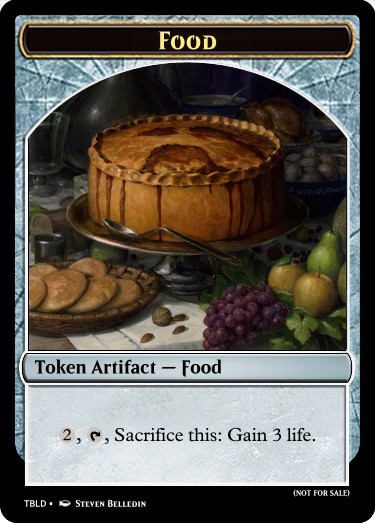 Food
Token Artifact — Food
2, T, Sacrifice this: Gain 3 life.
(NOT FOR SALE)
TBLD • Steven Belledin